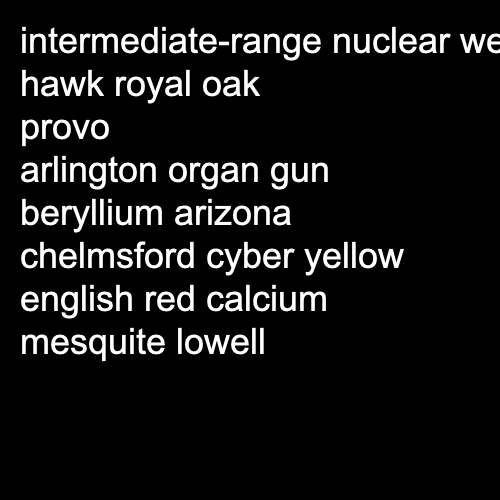 intermediate-range nuclear
hawk royal oak
provo
arlington organ gun
beryllium arizona
chelmsford cyber yellow
english red calcium
mesquite lowell